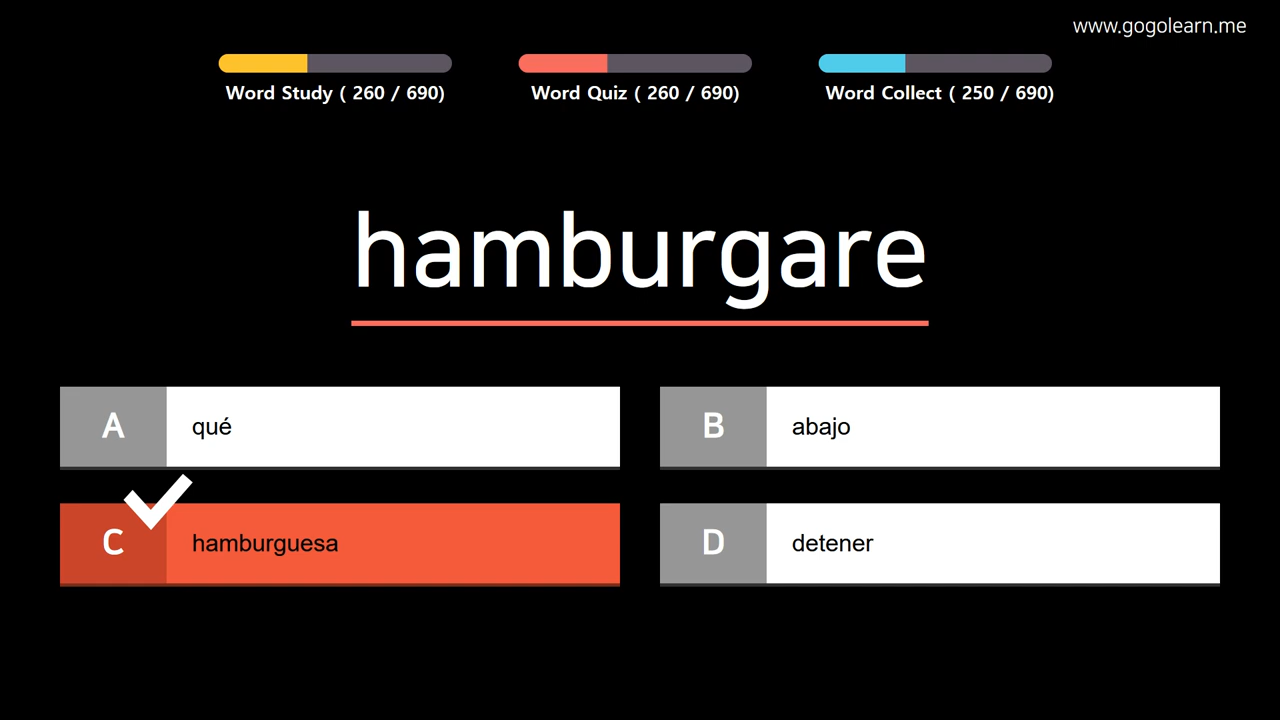 www.gogolearn.me
Word Study ( 260 / 690)
Word Quiz ( 260 / 690)
Word Collect ( 250 / 690)
hamburgare
A qué
B abajo
C hamburguesa
D detener